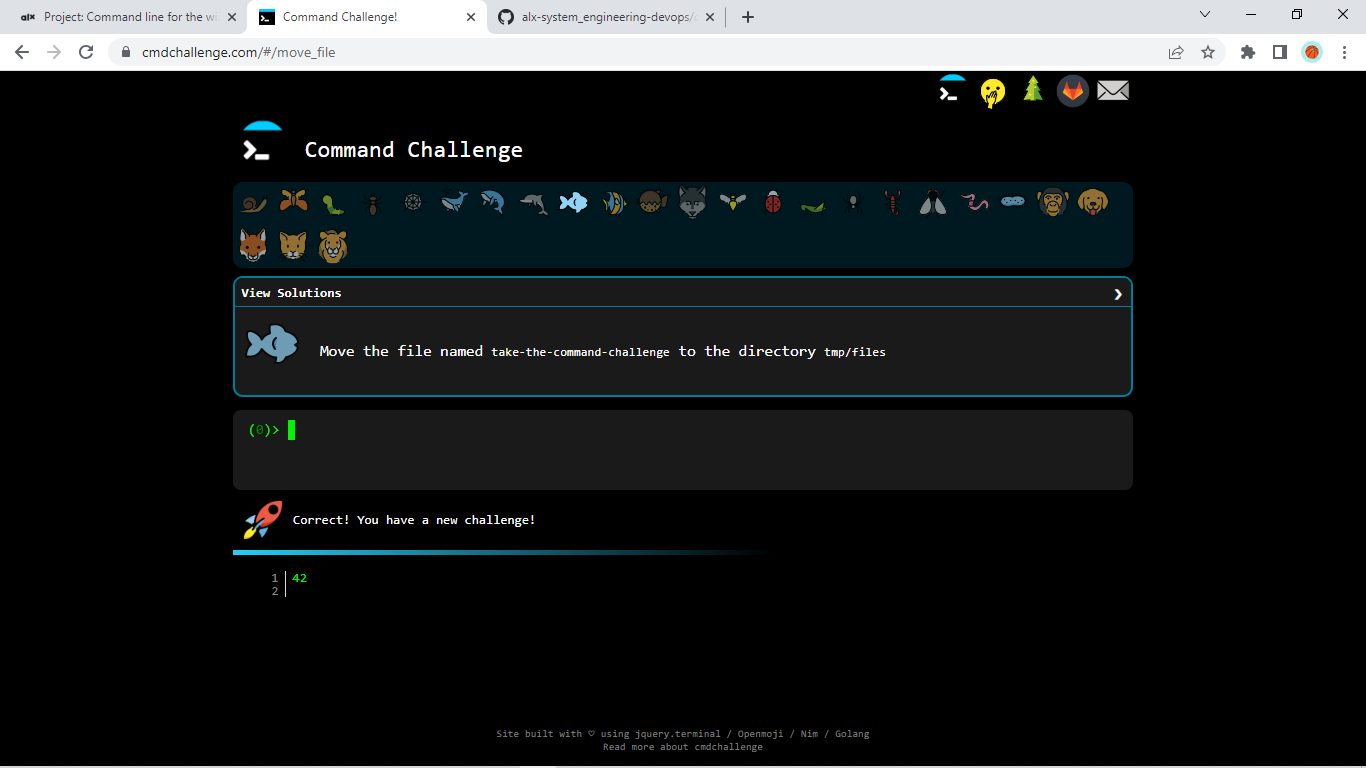 alx Project: Command line for the wi
Command Challenge!
alx-system_engineering-devops/
cmdchallenge.com/#/move_file
Command Challenge
View Solutions
Move the file named take-the-command-challenge to the directory tmp/files
(0)>
Correct! You have a new challenge!
1 42
2
Site built with ♡ using jquery.terminal / Openmoji / Nim / Golang
Read more about cmdchallenge